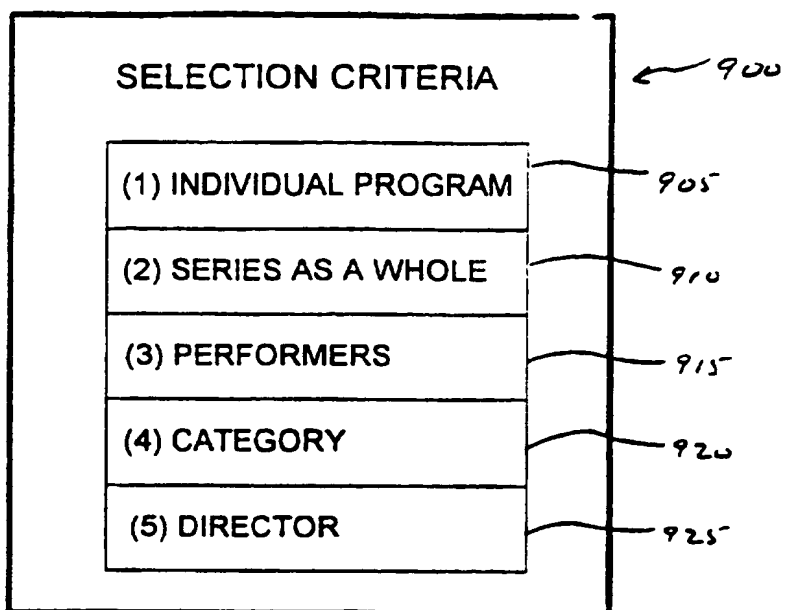 SELECTION CRITERIA
900
(1) INDIVIDUAL PROGRAM
905
(2) SERIES AS A WHOLE
910
(3) PERFORMERS
915
(4) CATEGORY
920
(5) DIRECTOR
925